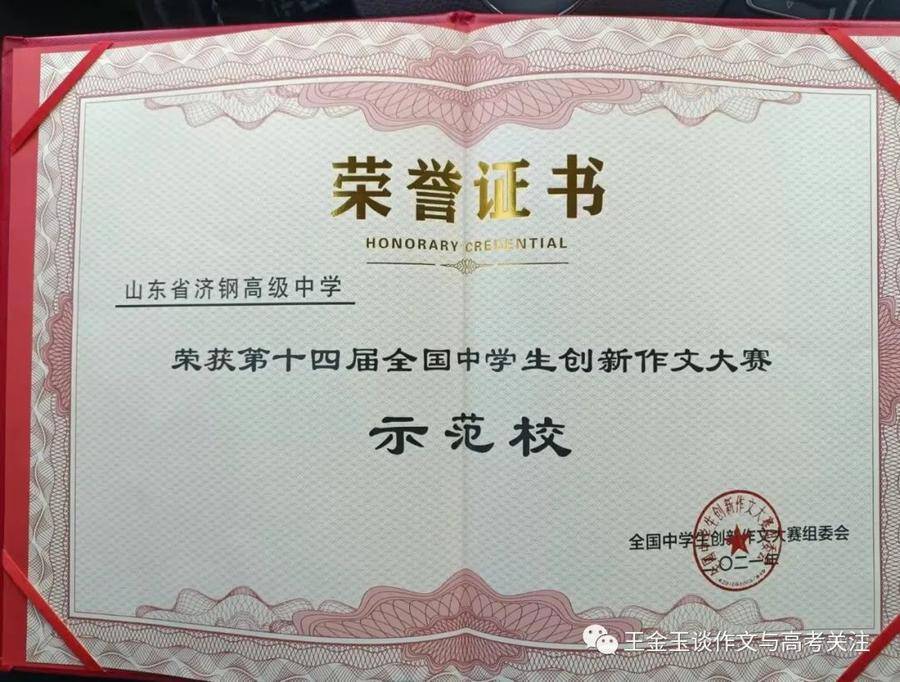 荣誉证书
HONORARY CREDENTIAL
山东省济钢高级中学
荣获第十四届全国中学生创新作文大赛
示范校
全国中学生创新作文大赛组委会
二〇二一年
王金玉谈作文与高考关注